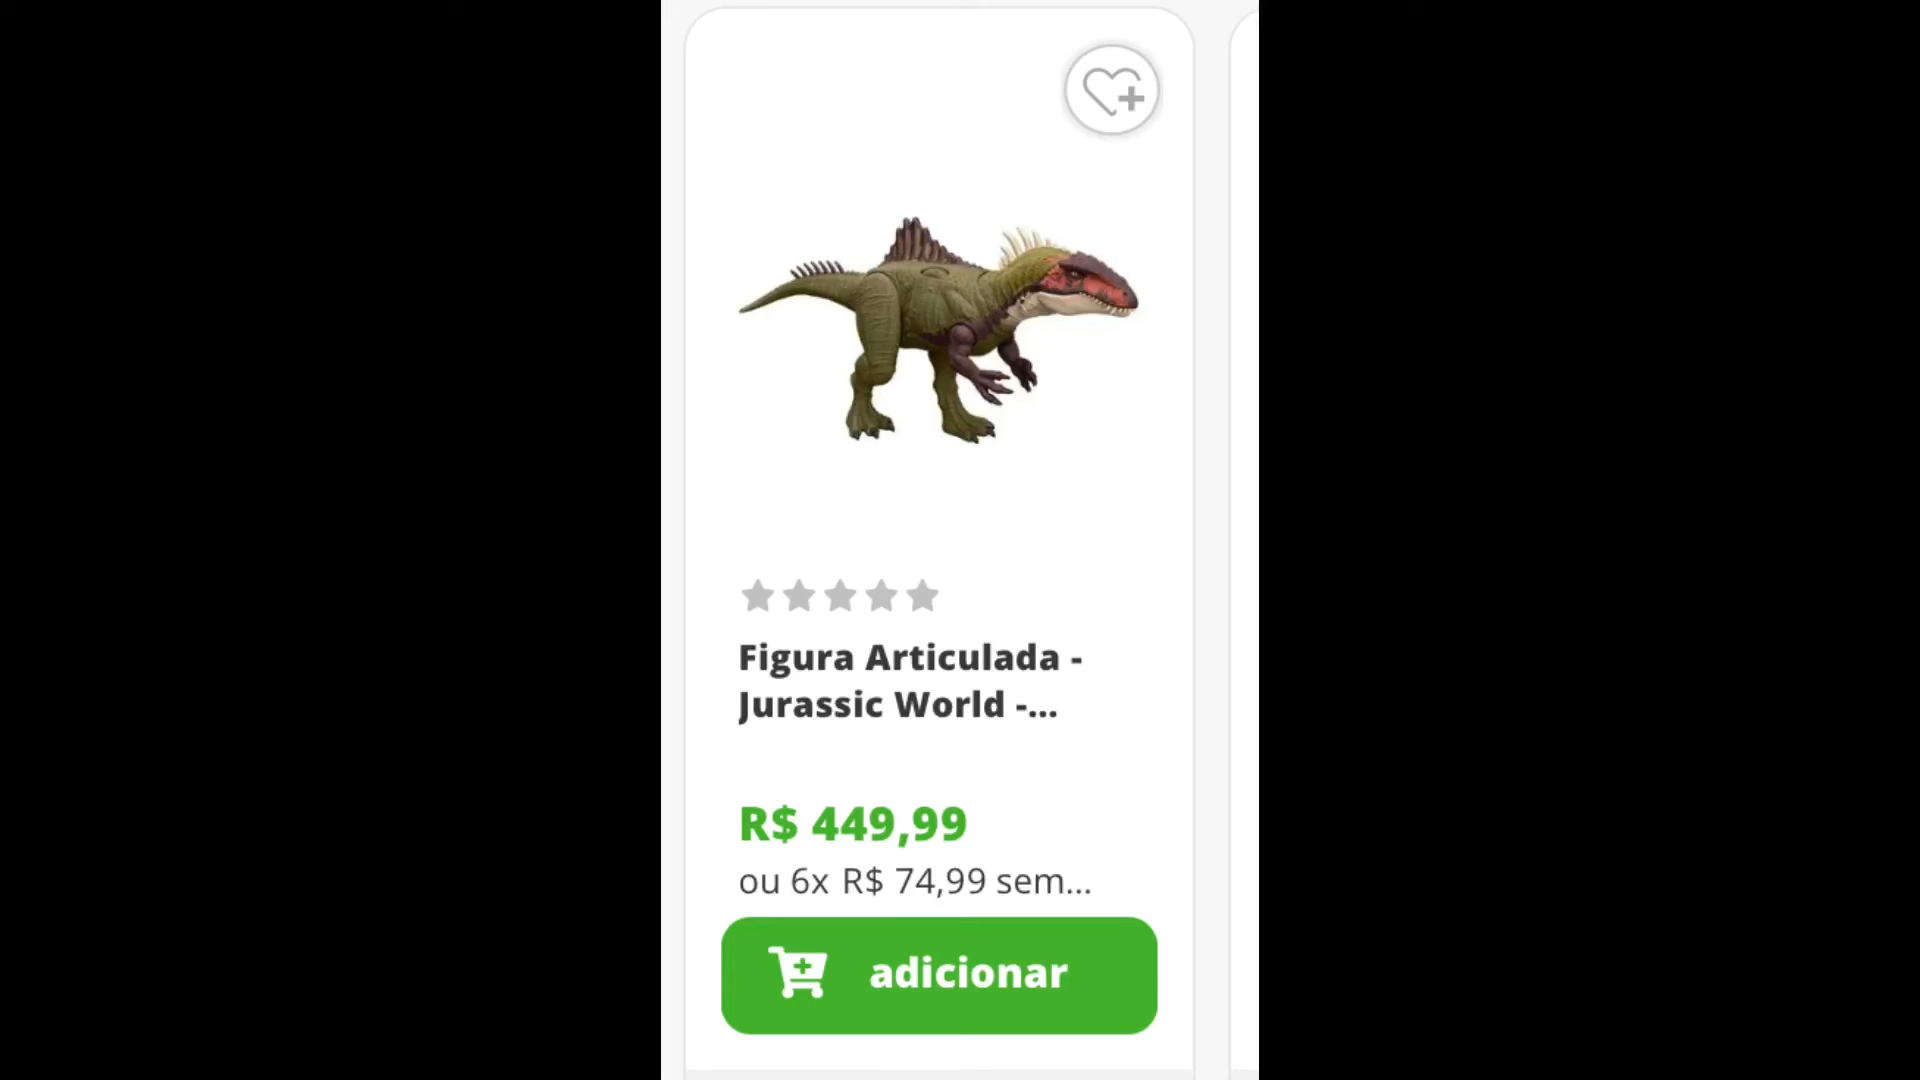 Figura Articulada -
Jurassic World -...
R$ 449,99
ou 6x R$ 74,99 sem...
adicionar